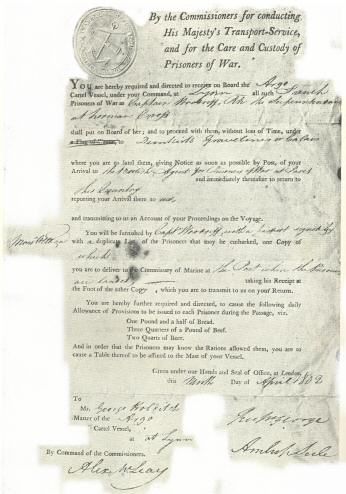 By the Commissioners for conducting
His Majesty's Transport-Service,
and for the Care and Custody of
Prisoners of War.
You are hereby required and directed to receive on Board the Argo
Cartel Vessel, under your Command, at Lynn all such French
Prisoners of War as Captain Woodriff, RN the Superintendent
at Norman Cross
shall put on Board of her; and to proceed with them, without loss of Time, under
a Flag of Truce, to Dunkirk Gravelines or Calais
where you are to land them, giving Notice as soon as possible by Post, of your
Arrival to the British Agent for Prisoners of War at Paris
and immediately thereafter to return to
this Country
reporting your Arrival there to us,
and transmitting to us an Account of your Proceedings on the Voyage.
You will be furnished by Capt Woodriff with a signed by
with a duplicate List of the Prisoners that may be embarked, one Copy of
which
you are to deliver to the Commissary of Marine at the Port where the Prisoners
are landed taking his Receipt at
the Foot of the other Copy, which you are to transmit to us on your Return.
You are hereby further required and directed, to cause the following daily
Allowance of Provisions to be issued to each Prisoner during the Passage, viz.
One Pound and a half of Bread.
Three Quarters of a Pound of Beef.
Two Quarts of Beer.
And in order that the Prisoners may know the Rations allowed them, you are to
cause a Table thereof to be affixed to the Mast of your Vessel.
Given under our Hands and Seal of Office, at London,
this Day of April 1802
To
Mr. George
Master of the Argo
Cartel Vessel,
at at Lynn
Rup George
Ambrose Serle
By Command of the Commissioners.
Alex McLeay